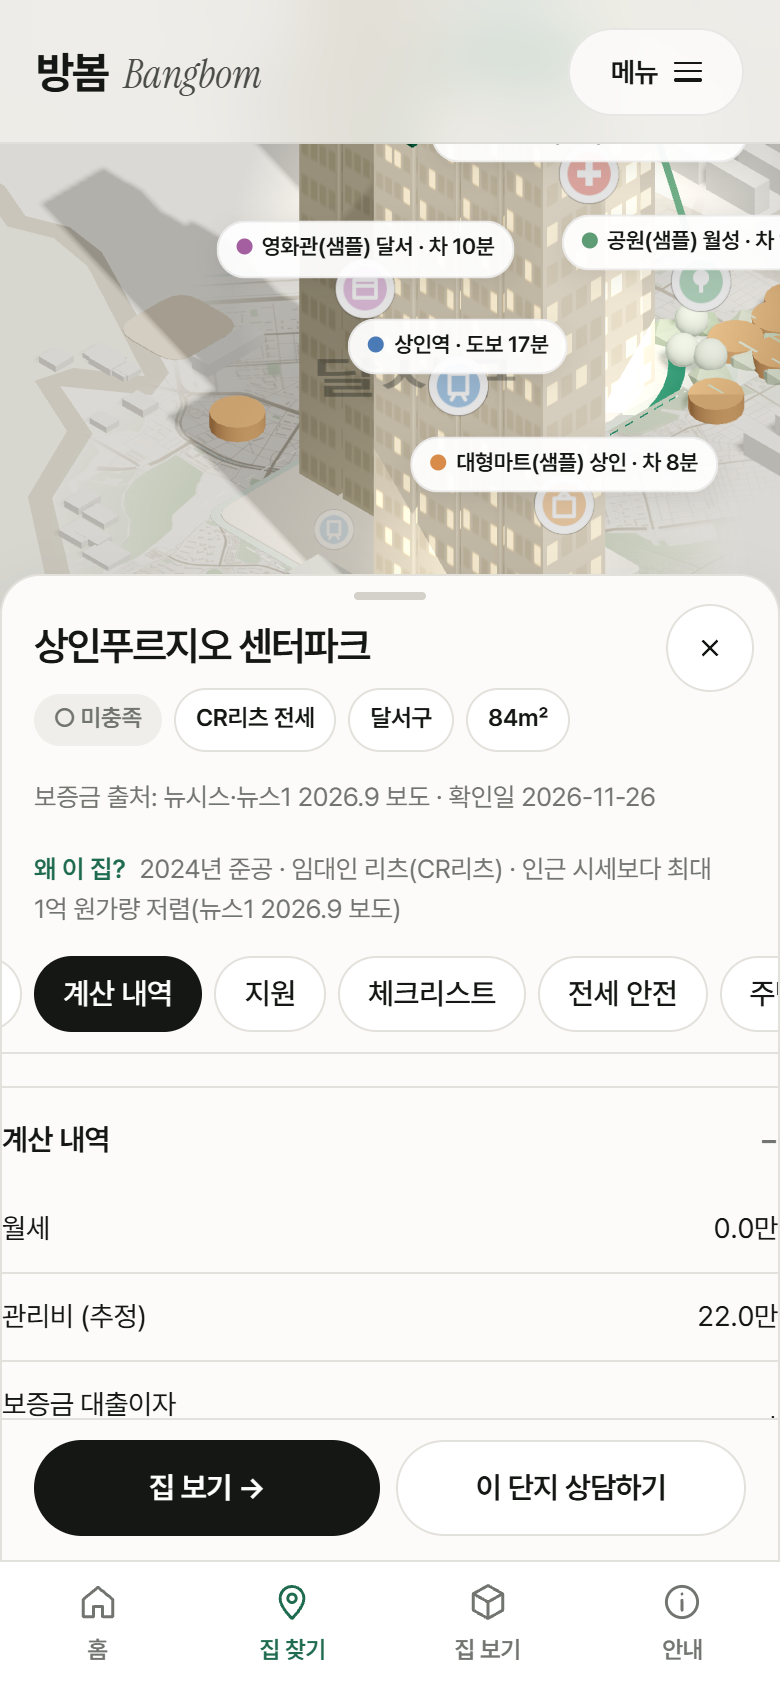 방봄 Bangbom
메뉴
영화관(샘플) 달서 · 차 10분
공원(샘플) 월성 · 차
상인역 · 도보 17분
대형마트(샘플) 상인 · 차 8분
상인푸르지오 센터파크
미충족
CR리츠 전세
달서구
84m²
보증금 출처: 뉴시스·뉴스1 2026.9 보도 · 확인일 2026-11-26
왜 이 집? 2024년 준공 · 임대인 리츠(CR리츠) · 인근 시세보다 최대
1억 원가량 저렴(뉴스1 2026.9 보도)
계산 내역
지원
체크리스트
전세 안전
계산 내역 –
월세 0.0만
관리비 (추정) 22.0만
보증금 대출이자
집 보기 →
이 단지 상담하기
홈
집 찾기
집 보기
안내